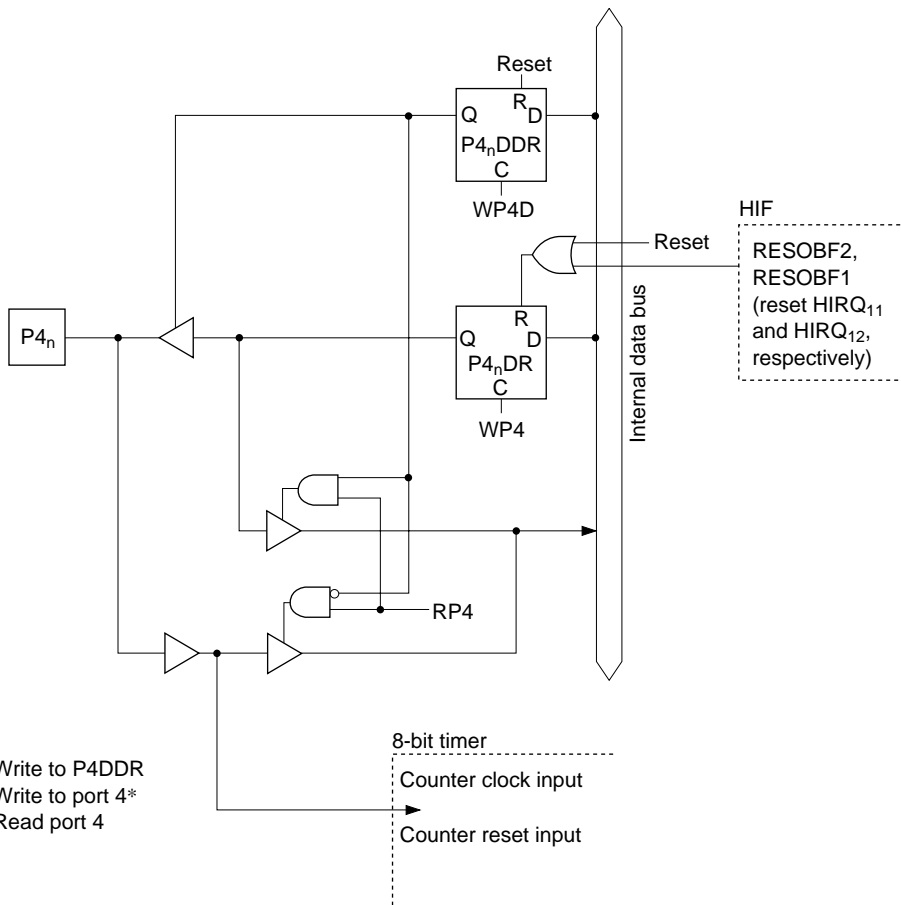 Reset
R
Q
D
P4nDDR
C
WP4D
HIF
Reset
RESOBF2,
RESOBF1
(reset HIRQ11
and HIRQ12,
respectively)
Internal data bus
R
P4n
Q
D
P4nDR
C
WP4
RP4
8-bit timer
Write to P4DDR
Counter clock input
Write to port 4*
Read port 4
Counter reset input